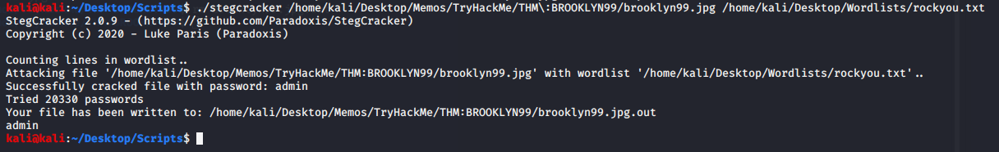 kali@kali:~/Desktop/Scripts$ ./stegcracker /home/kali/Desktop/Memos/TryHackMe/THM\:BROOKLYN99/brooklyn99.jpg /home/kali/Desktop/Wordlists/rockyou.txt
StegCracker 2.0.9 - (https://github.com/Paradoxis/StegCracker)
Copyright (c) 2020 - Luke Paris (Paradoxis)

Counting lines in wordlist..
Attacking file '/home/kali/Desktop/Memos/TryHackMe/THM:BROOKLYN99/brooklyn99.jpg' with wordlist '/home/kali/Desktop/Wordlists/rockyou.txt'..
Successfully cracked file with password: admin
Tried 20330 passwords
Your file has been written to: /home/kali/Desktop/Memos/TryHackMe/THM:BROOKLYN99/brooklyn99.jpg.out
admin
kali@kali:~/Desktop/Scripts$